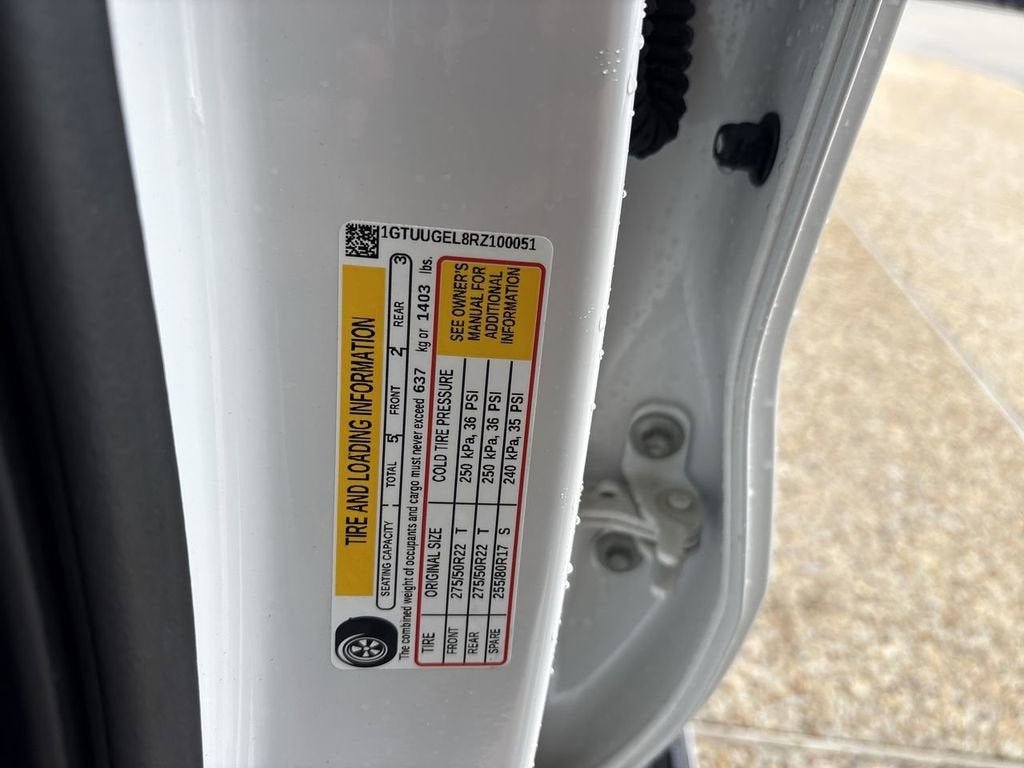 1GTUUGEL8RZ100051
TIRE AND LOADING INFORMATION
SEATING CAPACITY TOTAL 5 FRONT 2 REAR 3
The combined weight of occupants and cargo must never exceed 637 kg or 1403 lbs.
TIRE ORIGINAL SIZE COLD TIRE PRESSURE
FRONT 275/50R22 T 250 kPa, 36 PSI
REAR 275/50R22 T 250 kPa, 36 PSI
SPARE 255/80R17 S 240 kPa, 35 PSI
SEE OWNER'S
MANUAL FOR
ADDITIONAL
INFORMATION